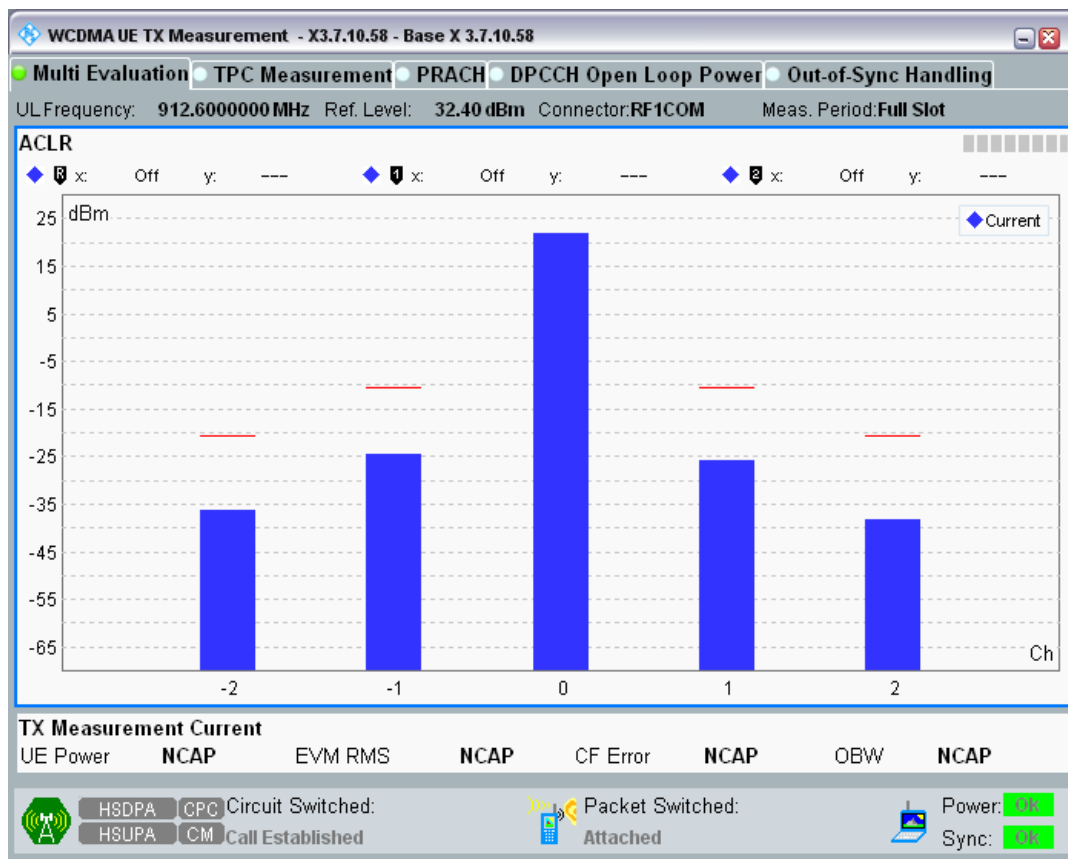 WCDMA UE TX Measurement - X3.7.10.58 - Base X 3.7.10.58
Multi Evaluation TPC Measurement PRACH DPCCH Open Loop Power Out-of-Sync Handling
UL Frequency: 912.6000000 MHz Ref. Level: 32.40 dBm Connector:RF1COM Meas. Period:Full Slot
ACLR
R x: Off y: --- 1 x: Off y: --- 2 x: Off y: ---
dBm
Current
25
15
5
-5
-15
-25
-35
-45
-55
-65
Ch
-2 -1 0 1 2
TX Measurement Current
UE Power NCAP EVM RMS NCAP CF Error NCAP OBW NCAP
HSDPA CPC Circuit Switched: Packet Switched: Power: Ok
HSUPA CM Call Established Attached Sync: Ok